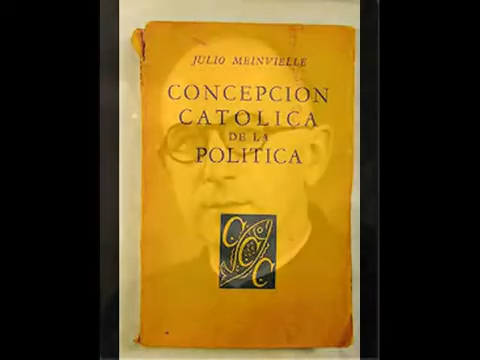 JULIO MEINVIELLE
CONCEPCION
CATOLICA
DE LA
POLITICA
C
C
C